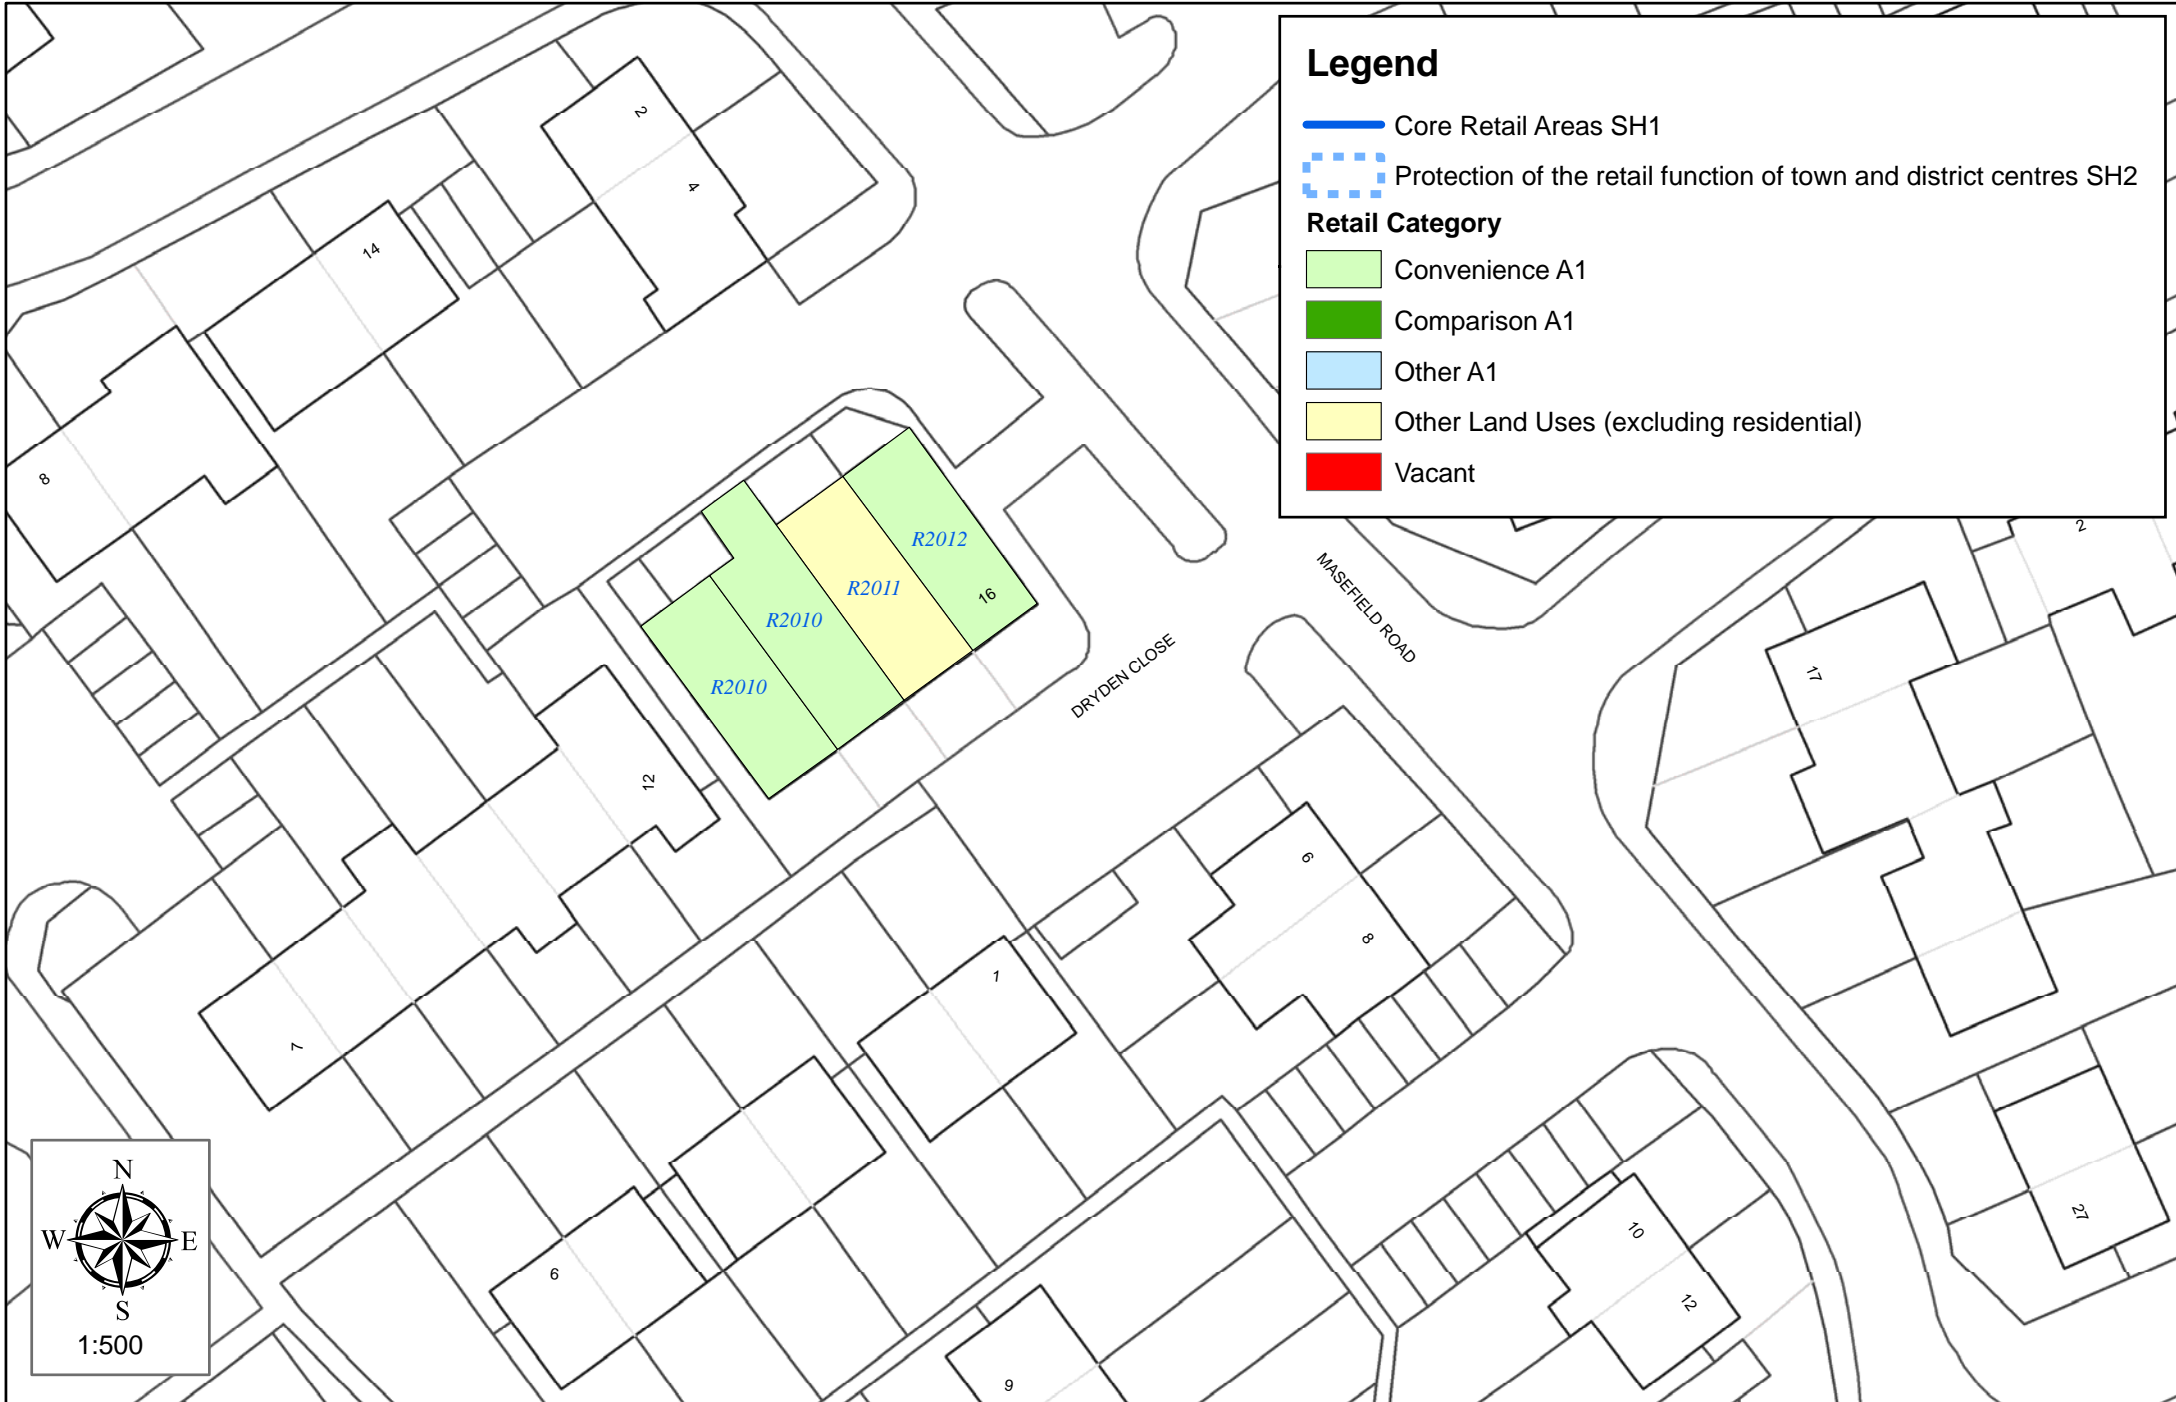 Legend
Core Retail Areas SH1
Protection of the retail function of town and district centres SH2
Retail Category
Convenience A1
Comparison A1
Other A1
Other Land Uses (excluding residential)
Vacant
2
4
14
8
R2012
R2011
16
R2010
R2010
12
DRYDEN CLOSE
MASEFIELD ROAD
2
17
6
8
1
7
6
9
10
12
27
N
W E
S
1:500